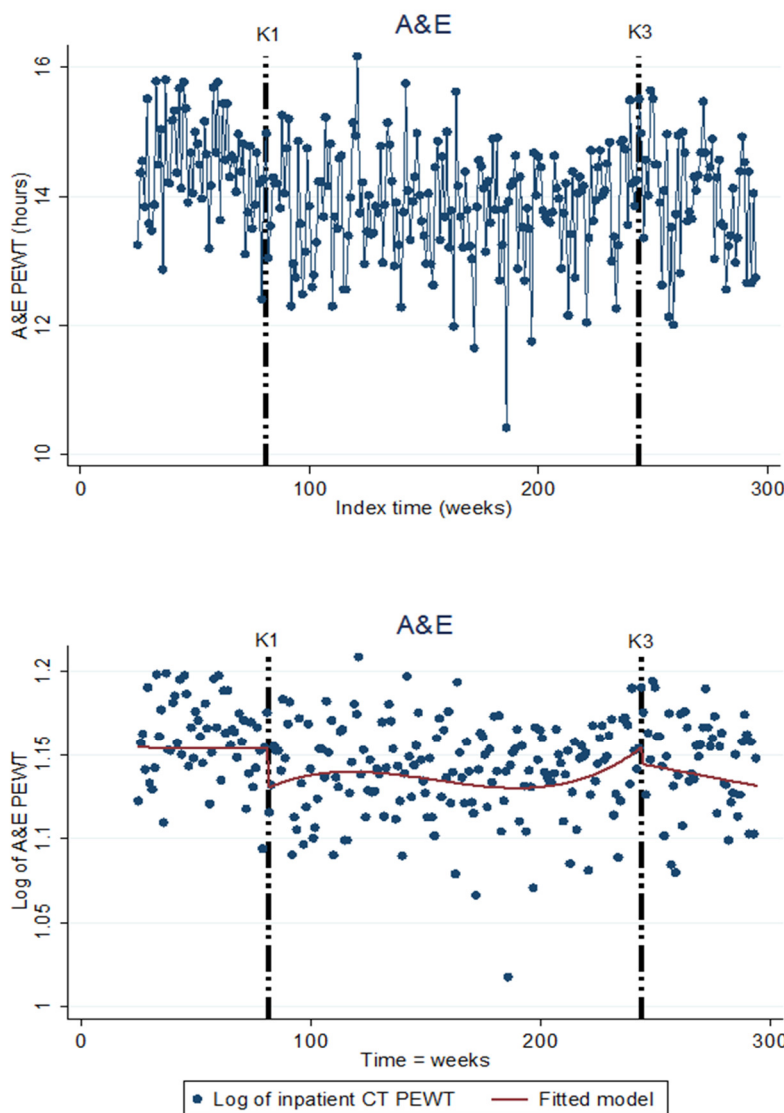 A&E
K1
K3
16
14
12
10
A&E PEWT (hours)
0
100
200
300
Index time (weeks)
A&E
K1
K3
1.2
1.15
1.1
1.05
1
Log of A&E PEWT
0
100
200
300
Time = weeks
Log of inpatient CT PEWT
Fitted model